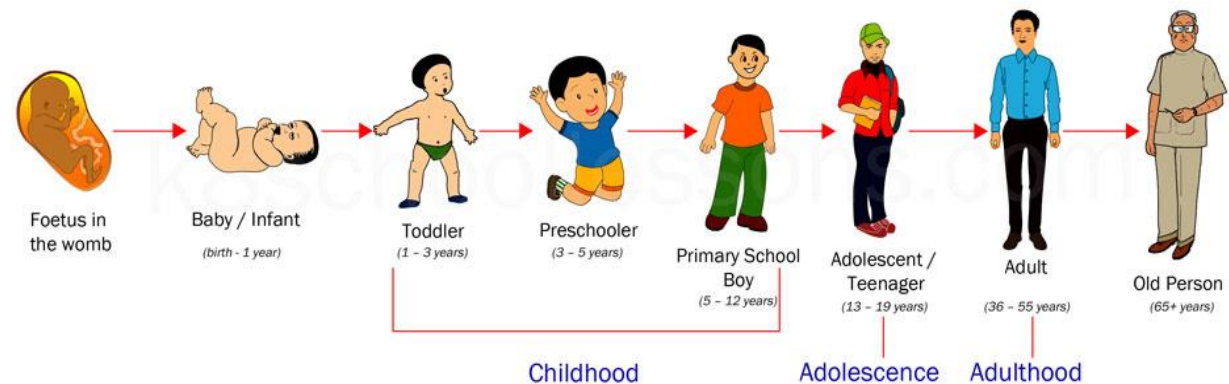 Foetus in
the womb
Baby / Infant
(birth - 1 year)
Toddler
(1 – 3 years)
Preschooler
(3 – 5 years)
Primary School
Boy
(5 – 12 years)
Adolescent /
Teenager
(13 – 19 years)
Adult
(36 – 55 years)
Old Person
(65+ years)
Childhood
Adolescence
Adulthood
k8schoollessons.com